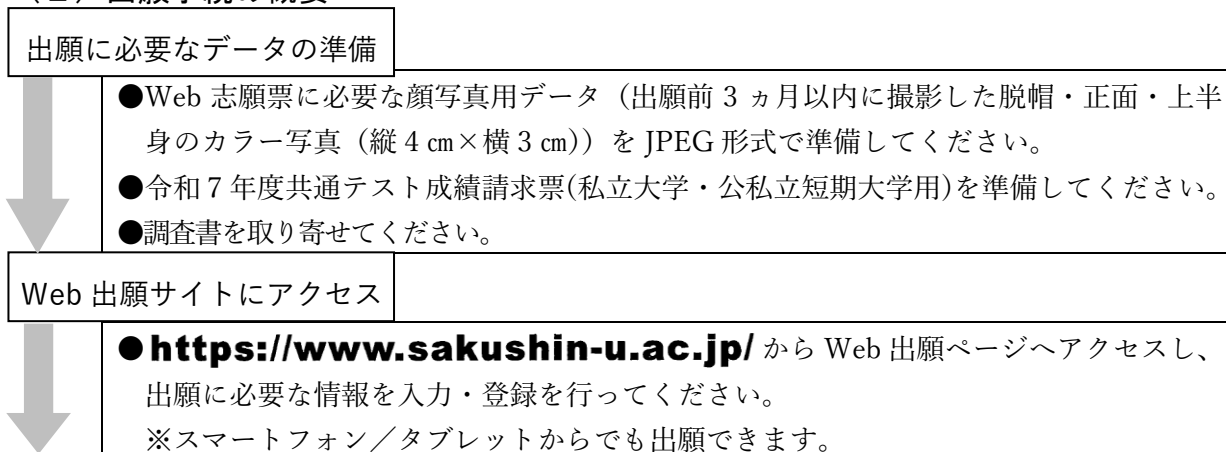 出願に必要なデータの準備
●Web 志願票に必要な顔写真用データ（出願前 3 ヵ月以内に撮影した脱帽・正面・上半
身のカラー写真（縦 4 ㎝×横 3 ㎝））を JPEG 形式で準備してください。
●令和７年度共通テスト成績請求票(私立大学・公私立短期大学用)を準備してください。
●調査書を取り寄せてください。
Web 出願サイトにアクセス
●https://www.sakushin-u.ac.jp/ から Web 出願ページへアクセスし、
出願に必要な情報を入力・登録を行ってください。
※スマートフォン／タブレットからでも出願できます。